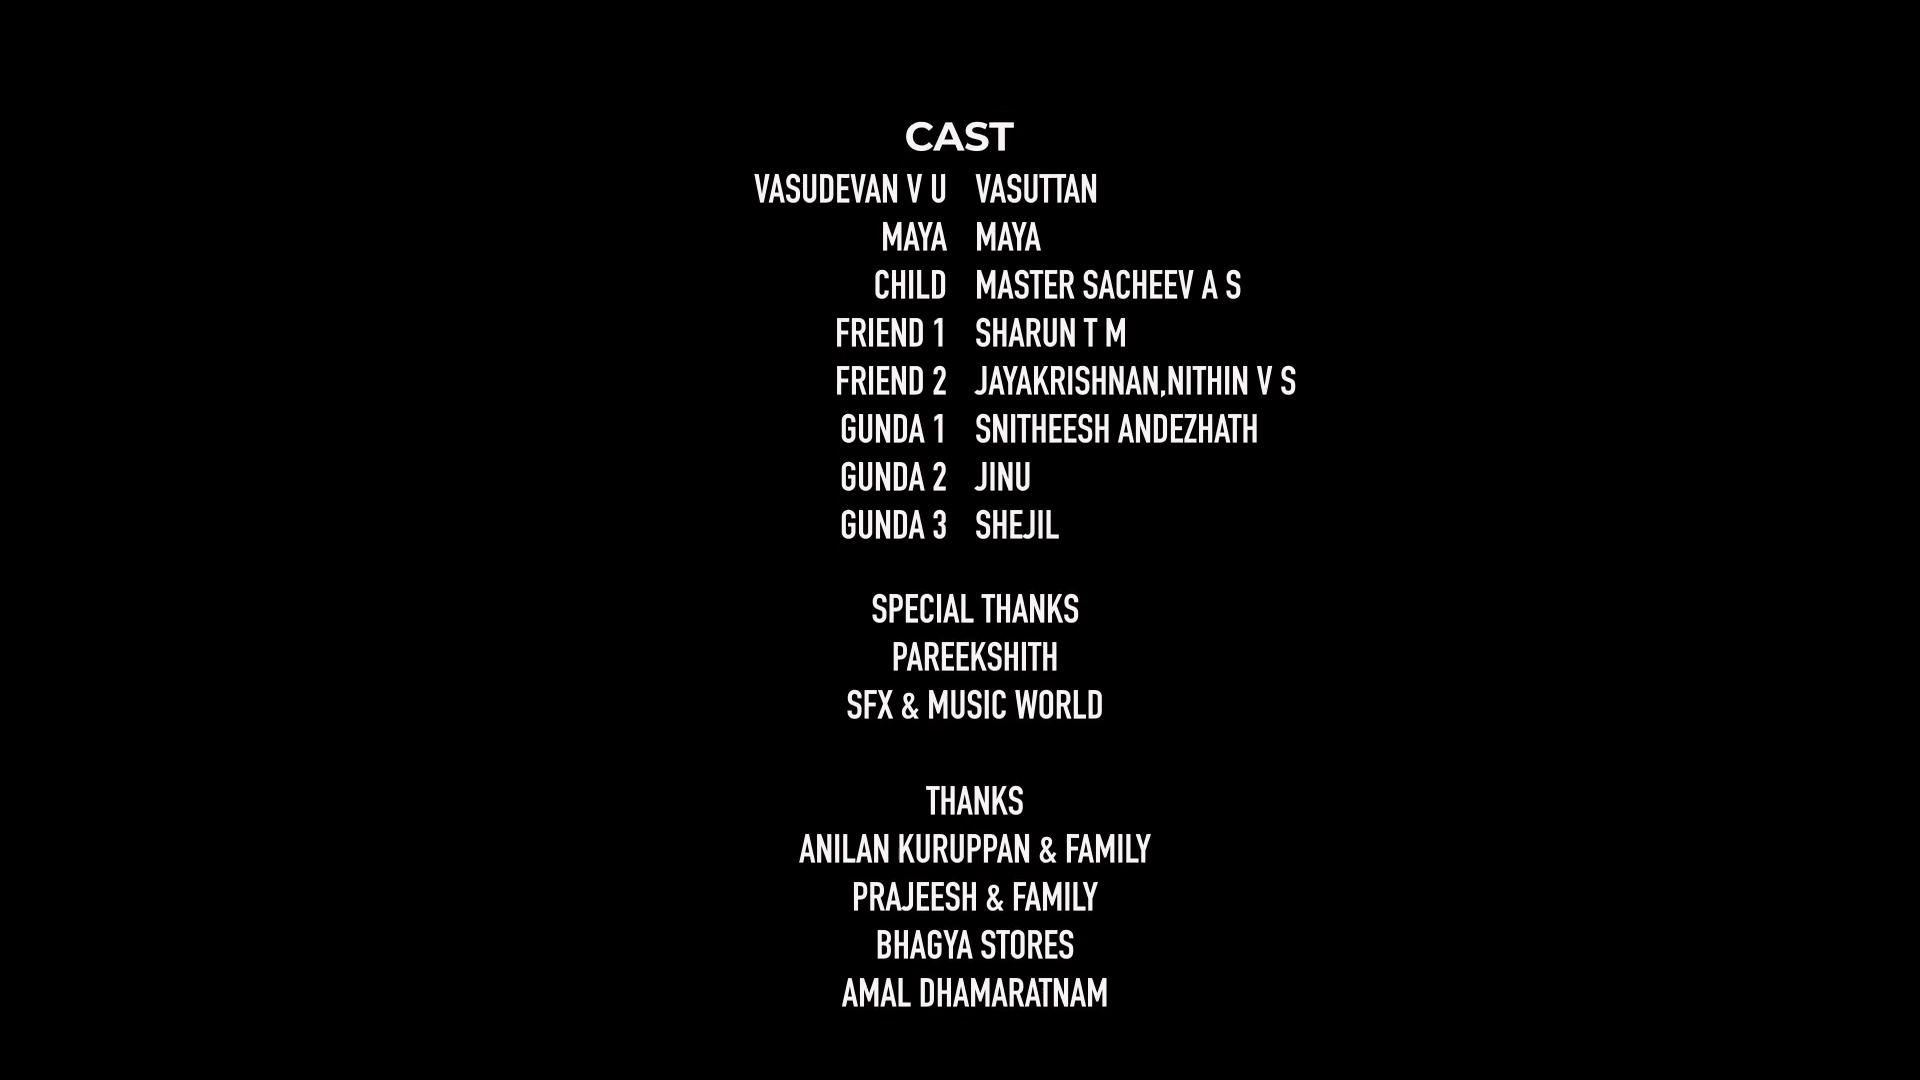 CAST
VASUDEVAN V U VASUTTAN
MAYA MAYA
CHILD MASTER SACHEEV A S
FRIEND 1 SHARUN T M
FRIEND 2 JAYAKRISHNAN,NITHIN V S
GUNDA 1 SNITHEESH ANDEZHATH
GUNDA 2 JINU
GUNDA 3 SHEJIL
SPECIAL THANKS
PAREEKSHITH
SFX & MUSIC WORLD
THANKS
ANILAN KURUPPAN & FAMILY
PRAJEESH & FAMILY
BHAGYA STORES
AMAL DHAMARATNAM